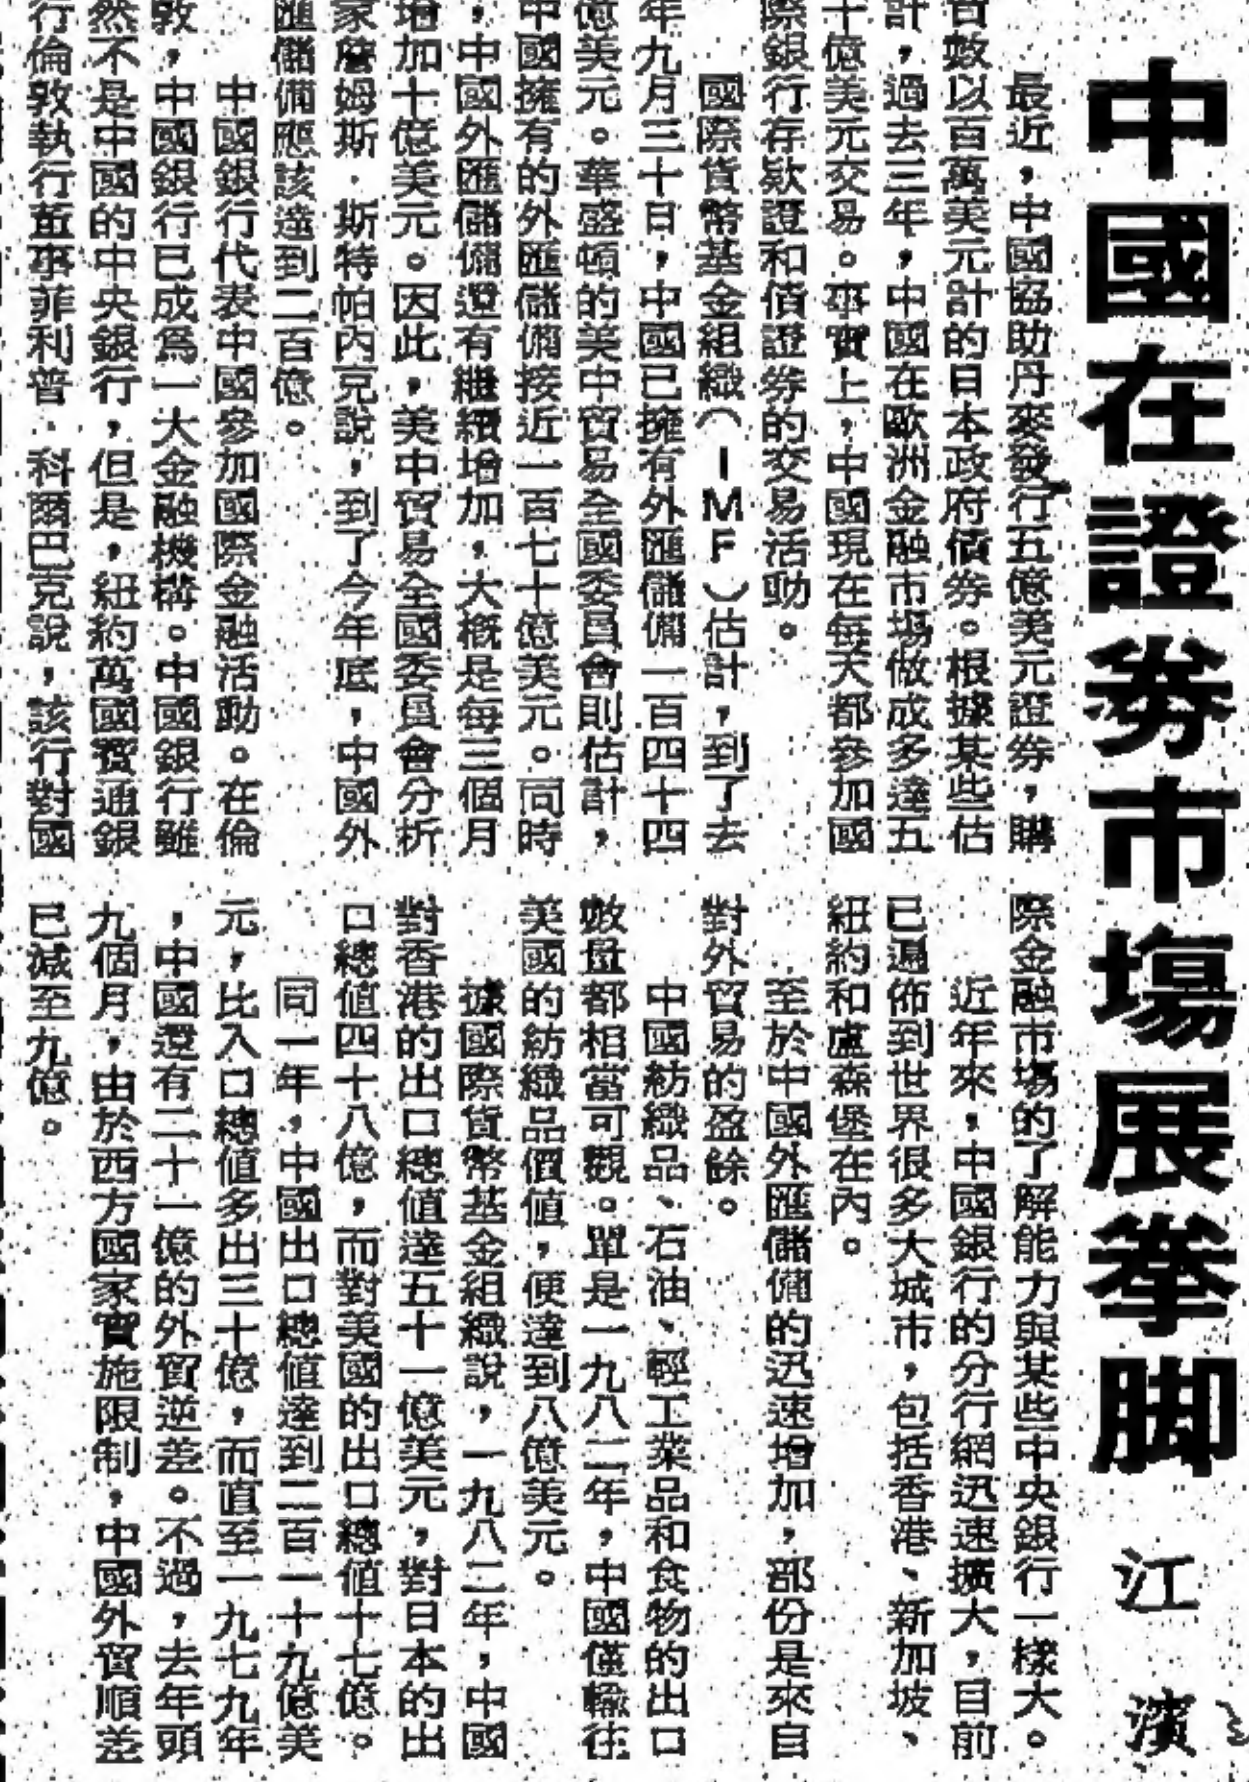 中國在證券市場展拳脚
江濱
最近，中國協助丹麥發行五億美元證券，購
百數以百萬美元計的日本政府債券。根據某些估
計，過去三年，中國在歐洲金融市場做成多達五
十億美元交易。事實上，中國現在每天都參加國
際銀行存欵證和債證券的交易活動。
國際貨幣基金組織（IMF）估計，到了去
年九月三十日，中國已擁有外匯儲備一百四十四
億美元。華盛頓的美中貿易全國委員會則估計，
中國擁有的外匯儲備接近一百七十億美元。同時
，中國外匯儲備還有繼續增加，大概是每三個月
增加十億美元。因此，美中貿易全國委員會分析
家詹姆斯·斯特帕內克說，到了今年底，中國外
匯儲備應該達到二百億。
中國銀行代表中國參加國際金融活動。在倫
敦，中國銀行已成爲一大金融機構。中國銀行雖
然不是中國的中央銀行，但是，紐約萬國寶通銀
行倫敦執行董事菲利普·科爾巴克說，該行對國
際金融市場的了解能力與某些中央銀行一樣大。
近年來，中國銀行的分行網迅速擴大，目前
已遍佈到世界很多大城市，包括香港、新加坡、
紐約和盧森堡在內。
至於中國外匯儲備的迅速增加，部份是來自
對外貿易的盈餘。
中國紡織品、石油、輕工業品和食物的出口
數量都相當可觀。單是一九八二年，中國僅輸往
美國的紡織品價值，便達到八億美元。
據國際貨幣基金組織說，一九八二年，中國
對香港的出口總值達五十一億美元，對日本的出
口總值四十八億，而對美國的出口總值十七億。
同一年，中國出口總值達到二百一十九億美
元，比入口總值多出三十億，而直至一九七九年
，中國還有二十一億的外貿逆差。不過，去年頭
九個月，由於西方國家實施限制，中國外貿順差
已減至九億。